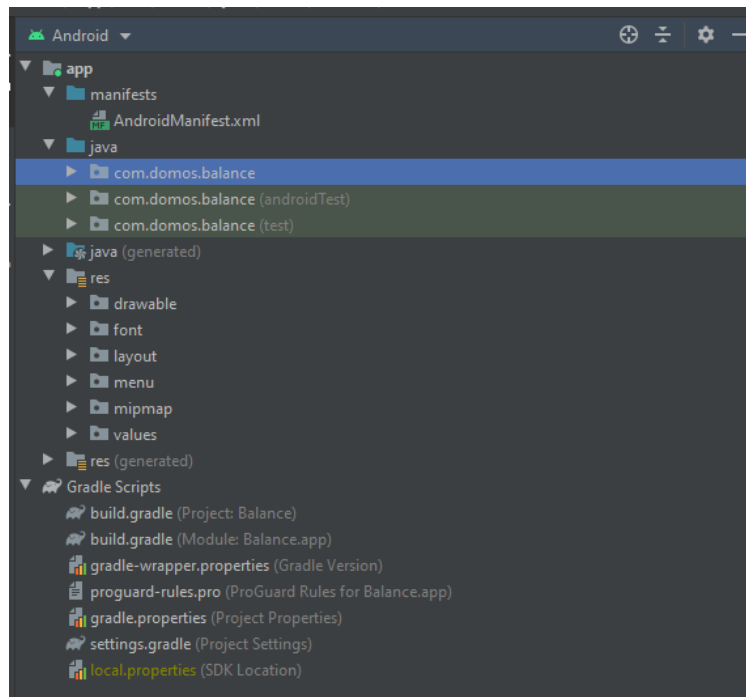 Android
app
manifests
AndroidManifest.xml
java
com.domos.balance
com.domos.balance (androidTest)
com.domos.balance (test)
java (generated)
res
drawable
font
layout
menu
mipmap
values
res (generated)
Gradle Scripts
build.gradle (Project: Balance)
build.gradle (Module: Balance.app)
gradle-wrapper.properties (Gradle Version)
proguard-rules.pro (ProGuard Rules for Balance.app)
gradle.properties (Project Properties)
settings.gradle (Project Settings)
local.properties (SDK Location)